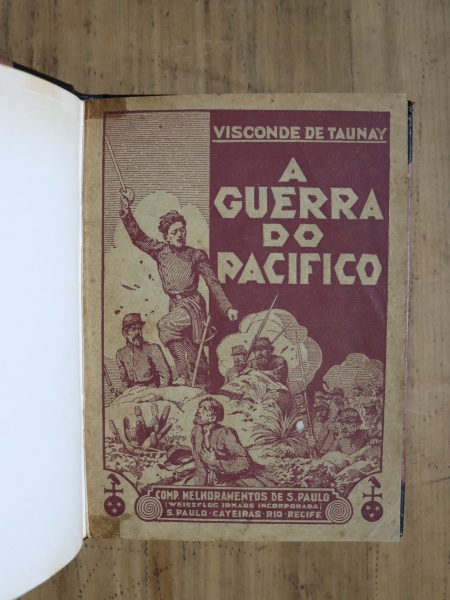 VISCONDE DE TAUNAY
A
GUERRA
DO
PACIFICO
COMP. MELHORAMENTOS DE S. PAULO
(WEISZFLOG IRMÃOS INCORPORADA)
S. PAULO - CAYEIRAS - RIO - RECIFE